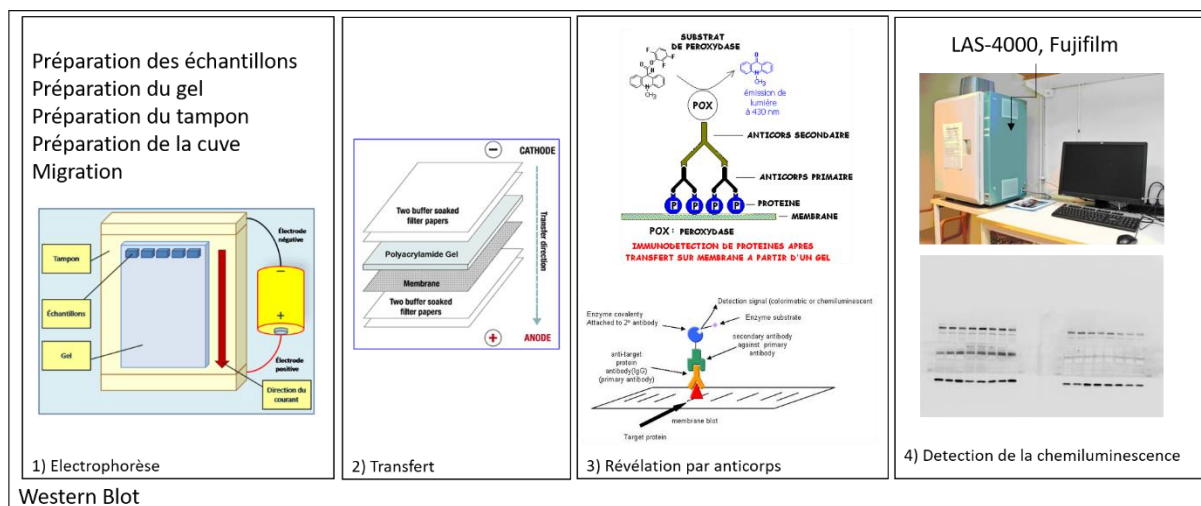 Préparation des échantillons
Préparation du gel
Préparation du tampon
Préparation de la cuve
Migration
Électrode
négative
Tampon
Échantillons
Gel
Électrode
positive
Direction du
courant
−
+
1) Electrophorèse
− CATHODE
Two buffer soaked
filter papers
Polyacrylamide Gel
Membrane
Two buffer soaked
filter papers
Transfer direction
+ ANODE
2) Transfert
SUBSTRAT
DE PEROXYDASE
F
F
F
O
O
N
CH3
O
N
CH3
émission de
lumière
à 430 nm
POX
ANTICORS SECONDAIRE
ANTICORPS PRIMAIRE
P P P P
PROTEINE
MEMBRANE
POX : PEROXYDASE
IMMUNODETECTION DE PROTEINES APRES
TRANSFERT SUR MEMBRANE A PARTIR D'UN GEL
Detection signal (colorimetric or chemiluminescent
Enzyme covalently
Attached to 2° antibody
Enzyme substrate
secondary antibody
against primary
antibody
anti-target
protein
antibody(IgG)
(primary antibody)
membrane blot
Target protein
3) Révélation par anticorps
LAS-4000, Fujifilm
4) Detection de la chemiluminescence
Western Blot